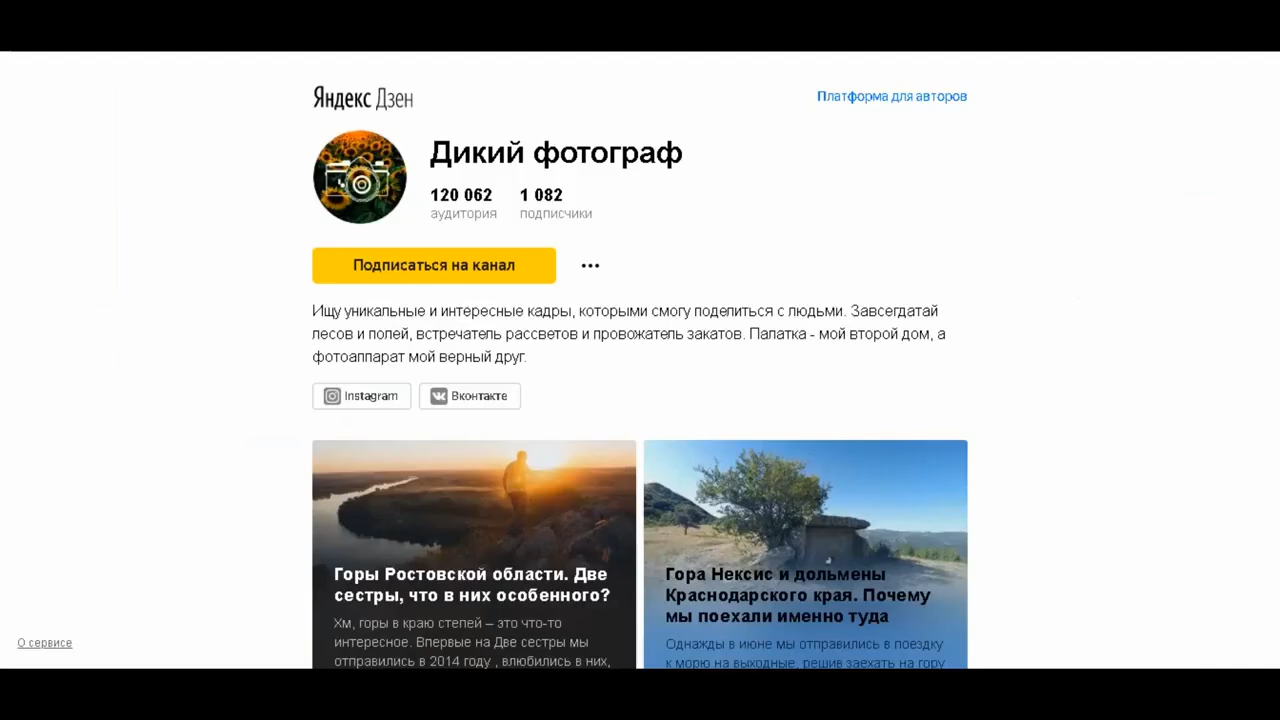 Яндекс Дзен
Платформа для авторов
Дикий фотограф
120 062 1 082
аудитория подписчики
Подписаться на канал
Ищу уникальные и интересные кадры, которыми смогу поделиться с людьми. Завсегдатай
лесов и полей, встречатель рассветов и провожатель закатов. Палатка - мой второй дом, а
фотоаппарат мой верный друг.
Instagram Вконтакте
Горы Ростовской области. Две
сестры, что в них особенного?
Хм, горы в краю степей – это что-то
интересное. Впервые на Две сестры мы
отправились в 2014 году , влюбились в них,
Гора Нексис и дольмены
Краснодарского края. Почему
мы поехали именно туда
Однажды в июне мы отправились в поездку
к морю на выходные, решив заехать на гору
О сервисе